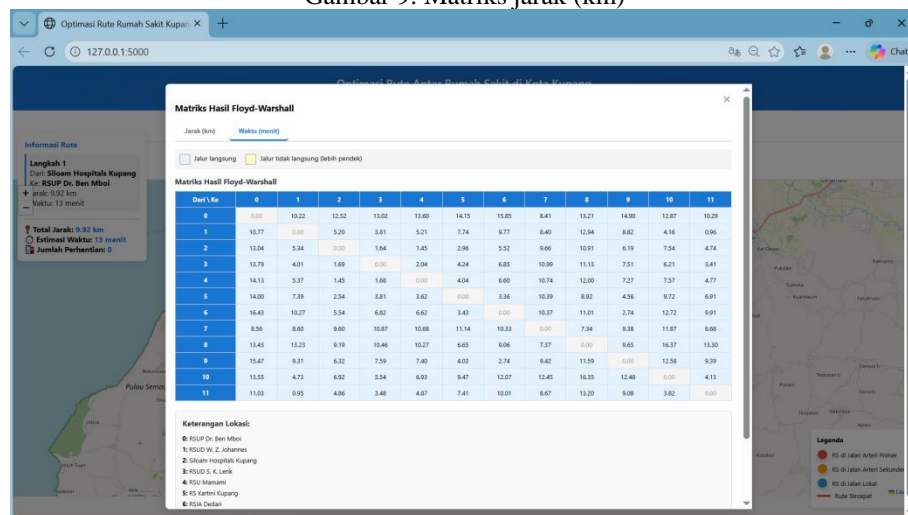 Gambar 9. Matriks jarak (km)
Optimasi Rute Rumah Sakit Kupan
127.0.0.1:5000
Chat
Optimasi Rute Antar Rumah Sakit di Kota Kupang
Informasi Rute
Langkah 1
Dari: Siloam Hospitals Kupang
Ke: RSUP Dr. Ben Mboi
Jarak: 9.92 km
Waktu: 13 menit
Total Jarak: 9.92 km
Estimasi Waktu: 13 menit
Jumlah Perhentian: 0
Matriks Hasil Floyd-Warshall
Jarak (km) Waktu (menit)
Jalur langsung Jalur tidak langsung (lebih pendek)
Matriks Hasil Floyd-Warshall
Dari \ Ke 0 1 2 3 4 5 6 7 8 9 10 11
0 0.00 10.22 12.52 13.02 13.60 14.15 15.85 8.41 13.21 14.90 12.87 10.29
1 10.77 0.00 5.20 3.81 5.21 7.74 9.77 8.40 12.94 8.82 4.16 0.96
2 13.04 5.34 0.00 1.64 1.45 2.96 5.52 9.66 10.91 6.19 7.54 4.74
3 13.79 4.01 1.69 0.00 2.04 4.24 6.85 10.99 11.13 7.51 6.21 3.41
4 14.13 5.37 1.45 1.68 0.00 4.04 6.60 10.74 12.00 7.27 7.57 4.77
5 14.00 7.39 2.54 3.81 3.62 0.00 3.36 10.39 8.92 4.56 9.72 6.91
6 16.43 10.27 5.54 6.82 6.62 3.43 0.00 10.37 11.01 2.74 12.72 9.91
7 8.56 8.60 9.60 10.87 10.68 11.14 10.33 0.00 7.34 9.38 11.87 8.68
8 13.43 13.23 9.19 10.46 10.27 6.65 9.06 7.37 0.00 9.65 16.37 13.30
9 15.47 9.31 6.32 7.59 7.40 4.03 2.74 9.42 11.59 0.00 12.58 9.39
10 13.55 4.73 6.92 5.54 6.93 9.47 12.07 12.45 16.35 12.48 0.00 4.13
11 11.03 0.95 4.86 3.48 4.87 7.41 10.01 8.67 13.20 9.08 3.82 0.00
Keterangan Lokasi:
0: RSUP Dr. Ben Mboi
1: RSUD W. Z. Johannes
2: Siloam Hospitals Kupang
3: RSUD S. K. Lerik
4: RSU Mamami
5: RS Kartini Kupang
6: RSIA Dedari
Pulau Semau
Legenda
RS di Jalan Arteri Primer
RS di Jalan Arteri Sekunder
RS di Jalan Lokal
Rute Tercepat